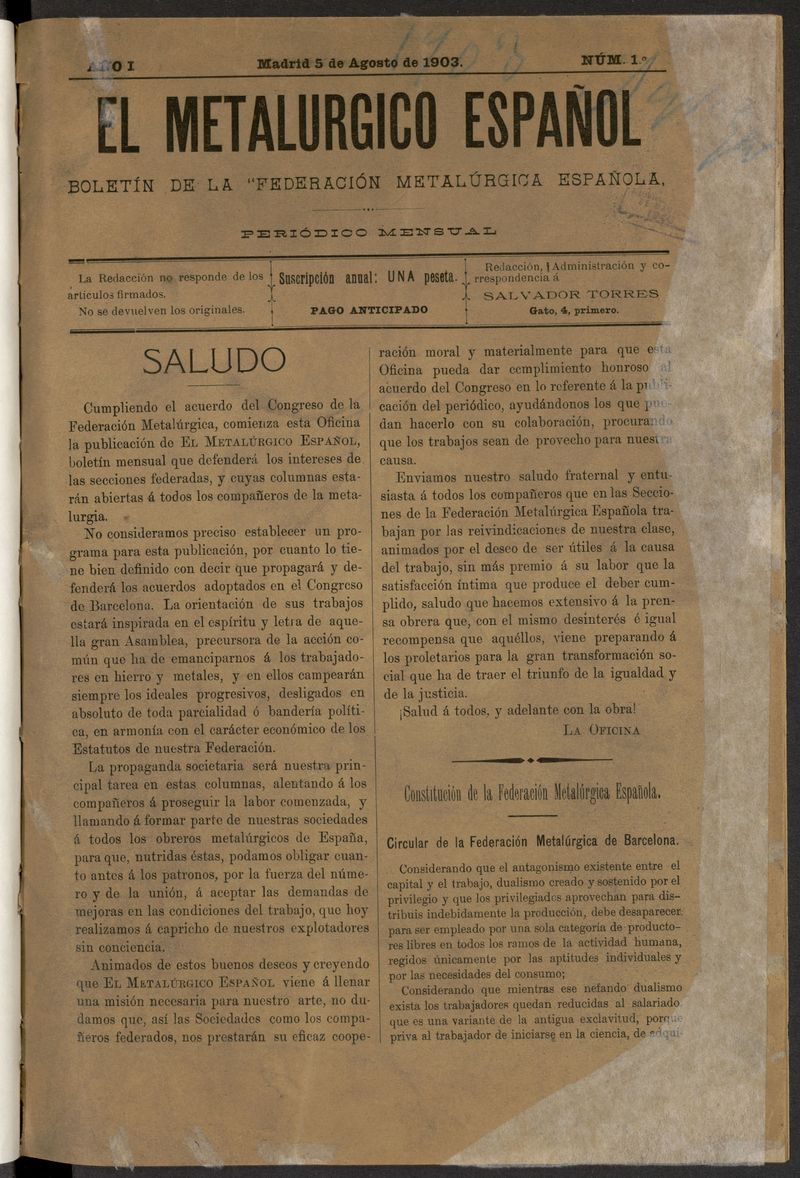 AÑO I
Madrid 5 de Agosto de 1903.
NÚM. 1.º
EL METALURGICO ESPAÑOL
BOLETÍN DE LA "FEDERACIÓN METALÚRGICA ESPAÑOLA,
PERIÓDICO MENSUAL
La Redacción no responde de los
artículos firmados.
No se devuelven los originales.
Suscripción anual: UNA peseta.
PAGO ANTICIPADO
Redacción, Administración y co-
rrespondencia á
SALVADOR TORRES
Gato, 4, primero.
SALUDO
Cumpliendo el acuerdo del Congreso de la
Federación Metalúrgica, comienza esta Oficina
la publicación de EL METALÚRGICO ESPAÑOL,
boletín mensual que defenderá los intereses de
las secciones federadas, y cuyas columnas esta-
rán abiertas á todos los compañeros de la meta-
lurgia.
No consideramos preciso establecer un pro-
grama para esta publicación, por cuanto lo tie-
ne bien definido con decir que propagará y de-
fenderá los acuerdos adoptados en el Congreso
de Barcelona. La orientación de sus trabajos
estará inspirada en el espíritu y letra de aque-
lla gran Asamblea, precursora de la acción co-
mún que ha de emanciparnos á los trabajado-
res en hierro y metales, y en ellos campearán
siempre los ideales progresivos, desligados en
absoluto de toda parcialidad ó bandería políti-
ca, en armonía con el carácter económico de los
Estatutos de nuestra Federación.
La propaganda societaria será nuestra prin-
cipal tarea en estas columnas, alentando á los
compañeros á proseguir la labor comenzada, y
llamando á formar parte de nuestras sociedades
á todos los obreros metalúrgicos de España,
para que, nutridas éstas, podamos obligar cuan-
to antes á los patronos, por la fuerza del núme-
ro y de la unión, á aceptar las demandas de
mejoras en las condiciones del trabajo, que hoy
realizamos á capricho de nuestros explotadores
sin conciencia.
Animados de estos buenos deseos y creyendo
que EL METALÚRGICO ESPAÑOL viene á llenar
una misión necesaria para nuestro arte, no du-
damos que, así las Sociedades como los compa-
ñeros federados, nos prestarán su eficaz coope-
ración moral y materialmente para que esta
Oficina pueda dar cemplimiento honroso al
acuerdo del Congreso en lo referente á la publi-
cación del periódico, ayudándonos los que pue-
dan hacerlo con su colaboración, procurando
que los trabajos sean de provecho para nuestra
causa.
Enviamos nuestro saludo fraternal y entu-
siasta á todos los compañeros que en las Seccio-
nes de la Federación Metalúrgica Española tra-
bajan por las reivindicaciones de nuestra clase,
animados por el deseo de ser útiles á la causa
del trabajo, sin más premio á su labor que la
satisfacción íntima que produce el deber cum-
plido, saludo que hacemos extensivo á la pren-
sa obrera que, con el mismo desinterés é igual
recompensa que aquéllos, viene preparando á
los proletarios para la gran transformación so-
cial que ha de traer el triunfo de la igualdad y
de la justicia.
¡Salud á todos, y adelante con la obra!
LA OFICINA
Constitución de la Federación Metalúrgica Española.
Circular de la Federación Metalúrgica de Barcelona.
Considerando que el antagonismo existente entre el
capital y el trabajo, dualismo creado y sostenido por el
privilegio y que los privilegiados aprovechan para dis-
tribuis indebidamente la producción, debe desaparecer
para ser empleado por una sola categoría de producto-
res libres en todos los ramos de la actividad humana,
regidos únicamente por las aptitudes individuales y
por las necesidades del consumo;
Considerando que mientras ese nefando dualismo
exista los trabajadores quedan reducidas al salariado
que es una variante de la antigua exclavitud, porque
priva al trabajador de iniciarse en la ciencia, de adqui-